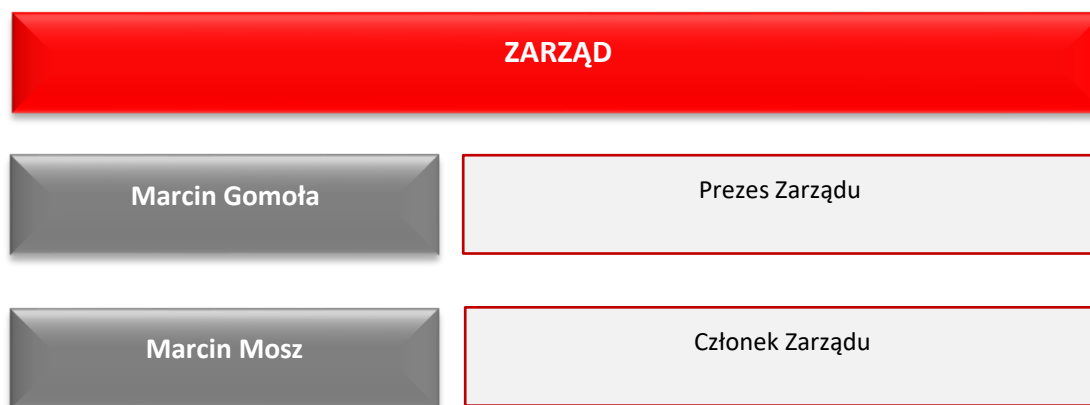 ZARZĄD
Marcin Gomoła
Prezes Zarządu
Marcin Mosz
Członek Zarządu